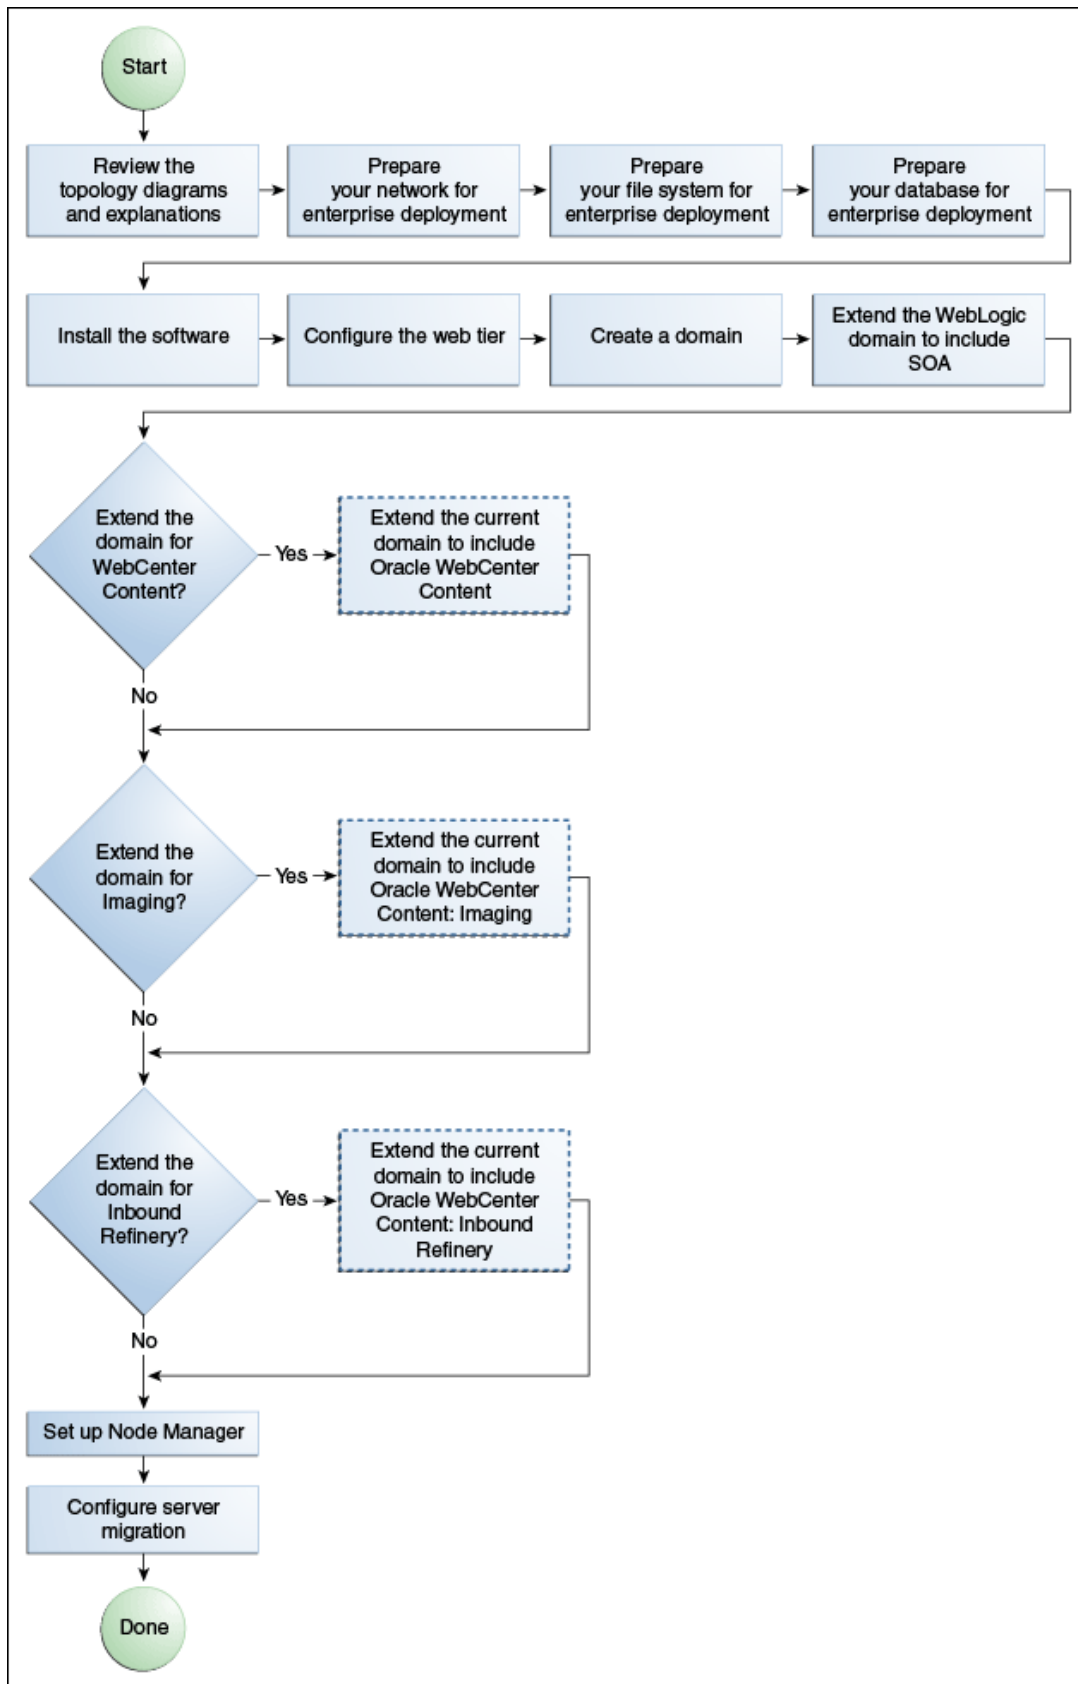 Start
Review the
topology diagrams
and explanations
Prepare
your network for
enterprise deployment
Prepare
your file system for
enterprise deployment
Prepare
your database for
enterprise deployment
Install the software
Configure the web tier
Create a domain
Extend the WebLogic
domain to include
SOA
Extend the
domain for
WebCenter
Content?
Yes
Extend the current
domain to include
Oracle WebCenter
Content
No
Extend the
domain for
Imaging?
Yes
Extend the current
domain to include
Oracle WebCenter
Content: Imaging
No
Extend the
domain for
Inbound
Refinery?
Yes
Extend the current
domain to include
Oracle WebCenter
Content: Inbound
Refinery
No
Set up Node Manager
Configure server
migration
Done